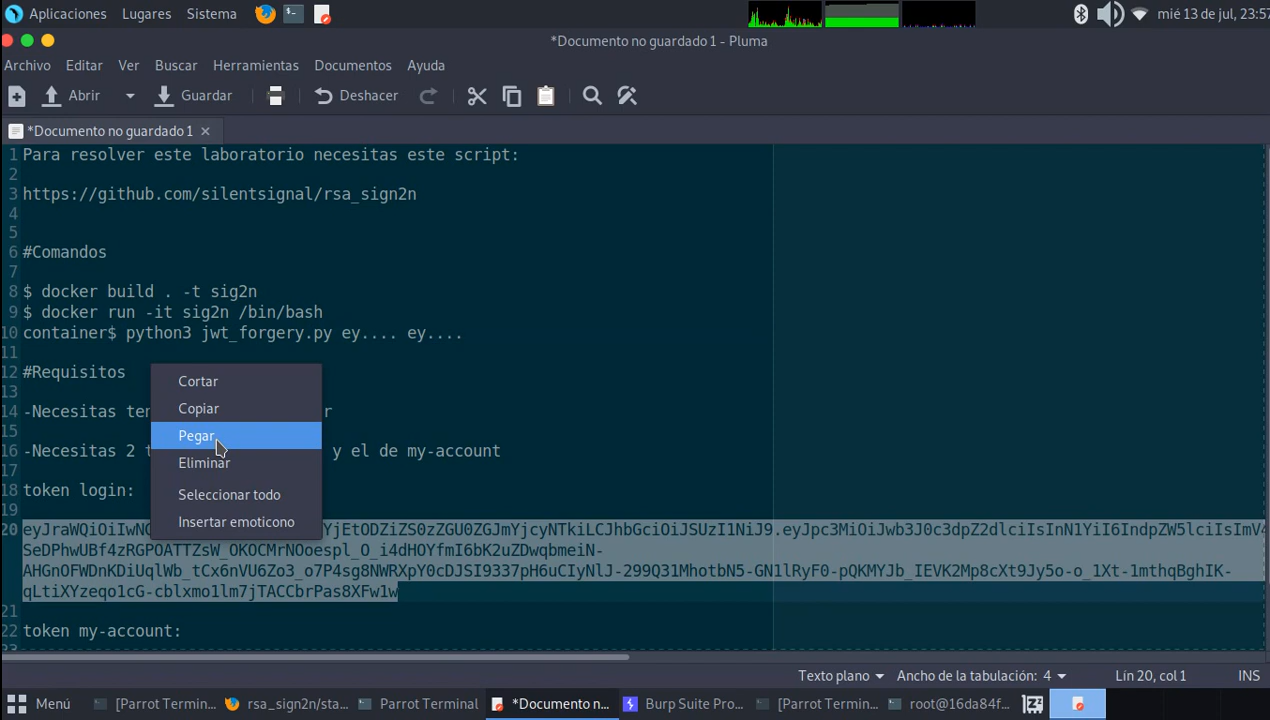 Aplicaciones Lugares Sistema mié 13 de jul, 23:57
*Documento no guardado 1 - Pluma
Archivo Editar Ver Buscar Herramientas Documentos Ayuda
Abrir Guardar Deshacer
*Documento no guardado 1
1 Para resolver este laboratorio necesitas este script:
2
3 https://github.com/silentsignal/rsa_sign2n
4
5
6 #Comandos
7
8 $ docker build . -t sig2n
9 $ docker run -it sig2n /bin/bash
10 container$ python3 jwt_forgery.py ey.... ey....
11
12 #Requisitos
13
14 -Necesitas ten r
15
16 -Necesitas 2 t y el de my-account
17
18 token login:
19
20 eyJraWQiOiIwN YjEtODZiZS0zZGU0ZGJmYjcyNTkiLCJhbGciOiJSUzI1NiJ9.eyJpc3MiOiJwb3J0c3dpZ2dlciIsInN1YiI6IndpZW5lciIsImV4
SeDPhwUBf4zRGPOATTZsW_OKOCMrNOoespl_O_i4dHOYfmI6bK2uZDwqbmeiN-
AHGnOFWDnKDiUqlWb_tCx6nVU6Zo3_o7P4sg8NWRXpY0cDJSI9337pH6uCIyNlJ-299Q31MhotbN5-GN1lRyF0-pQKMYJb_IEVK2Mp8cXt9Jy5o-o_1Xt-1mthqBghIK-
qLtiXYzeqo1cG-cblxmo1lm7jTACCbrPas8XFw1w
21
22 token my-account:
23
Cortar
Copiar
Pegar
Eliminar
Seleccionar todo
Insertar emoticono
Texto plano Ancho de la tabulación: 4 Lín 20, col 1 INS
Menú [Parrot Termin... rsa_sign2n/sta... Parrot Terminal *Documento n... Burp Suite Pro... [Parrot Termin... root@16da84f...